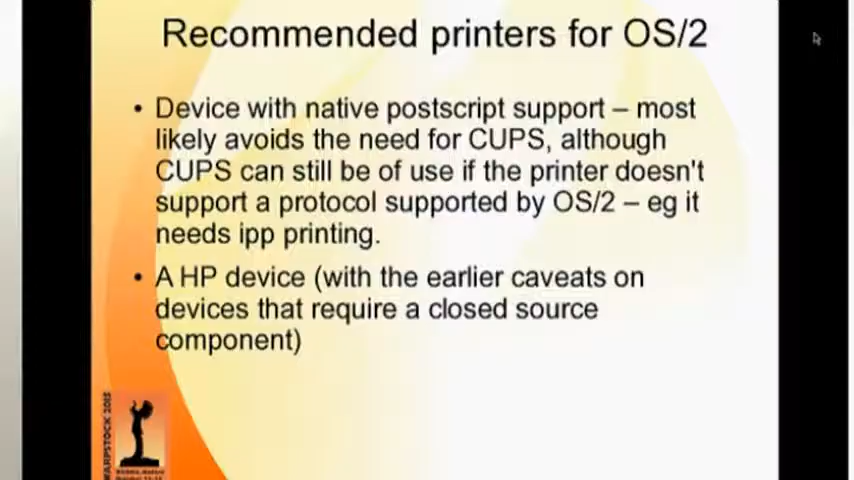 Recommended printers for OS/2
• Device with native postscript support – most
likely avoids the need for CUPS, although
CUPS can still be of use if the printer doesn't
support a protocol supported by OS/2 – eg it
needs ipp printing.
• A HP device (with the earlier caveats on
devices that require a closed source
component)
WARPSTOCK 2015